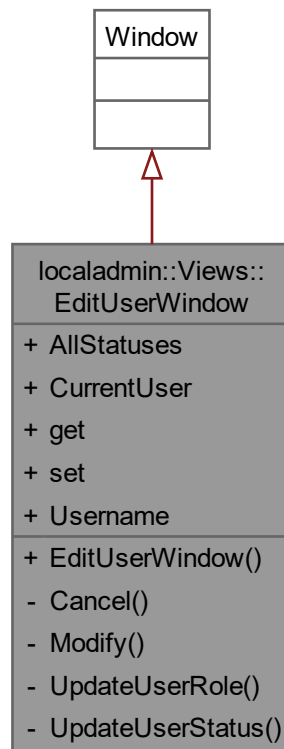 Window
localadmin::Views::
EditUserWindow
+ AllStatuses
+ CurrentUser
+ get
+ set
+ Username
+ EditUserWindow()
- Cancel()
- Modify()
- UpdateUserRole()
- UpdateUserStatus()